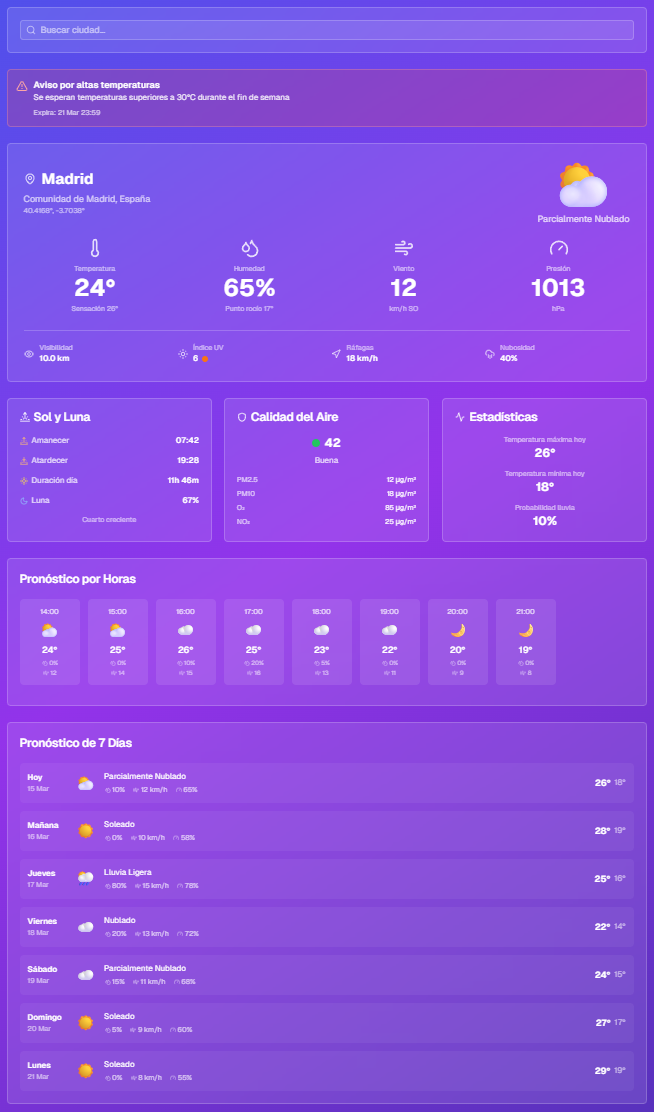 Buscar ciudad...
Aviso por altas temperaturas
Se esperan temperaturas superiores a 30°C durante el fin de semana
Expira: 21 Mar 23:59
Madrid
Comunidad de Madrid, España
40.4168°, -3.7038°
Parcialmente Nublado
Temperatura Humedad Viento Presión
24° 65% 12 1013
Sensación 26° Punto rocío 17° km/h SO hPa
Visibilidad Índice UV Ráfagas Nubosidad
10.0 km 6 18 km/h 40%
Sol y Luna
Amanecer 07:42
Atardecer 19:28
Duración día 11h 46m
Luna 67%
Cuarto creciente
Calidad del Aire
42
Buena
PM2.5 12 µg/m³
PM10 18 µg/m³
O₃ 85 µg/m³
NO₂ 25 µg/m³
Estadísticas
Temperatura máxima hoy
26°
Temperatura mínima hoy
18°
Probabilidad lluvia
10%
Pronóstico por Horas
14:00 15:00 16:00 17:00 18:00 19:00 20:00 21:00
24° 25° 26° 25° 23° 22° 20° 19°
0% 0% 10% 20% 5% 0% 0% 0%
12 14 15 16 13 11 9 8
Pronóstico de 7 Días
Hoy Parcialmente Nublado
15 Mar 10% 12 km/h 65% 26° 18°
Mañana Soleado
16 Mar 0% 10 km/h 58% 28° 19°
Jueves Lluvia Ligera
17 Mar 80% 15 km/h 78% 25° 16°
Viernes Nublado
18 Mar 20% 13 km/h 72% 22° 14°
Sábado Parcialmente Nublado
19 Mar 15% 11 km/h 68% 24° 15°
Domingo Soleado
20 Mar 5% 9 km/h 60% 27° 17°
Lunes Soleado
21 Mar 0% 8 km/h 55% 29° 19°